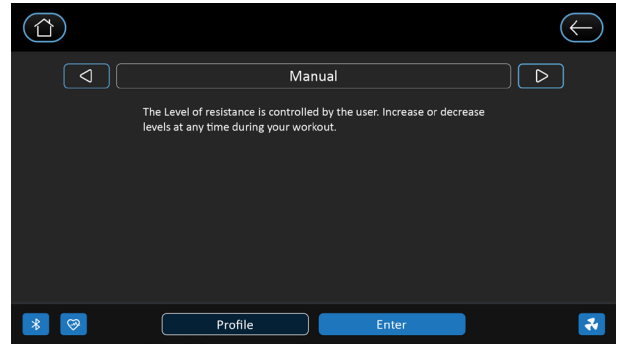 Manual
The Level of resistance is controlled by the user. Increase or decrease
levels at any time during your workout.
Profile
Enter